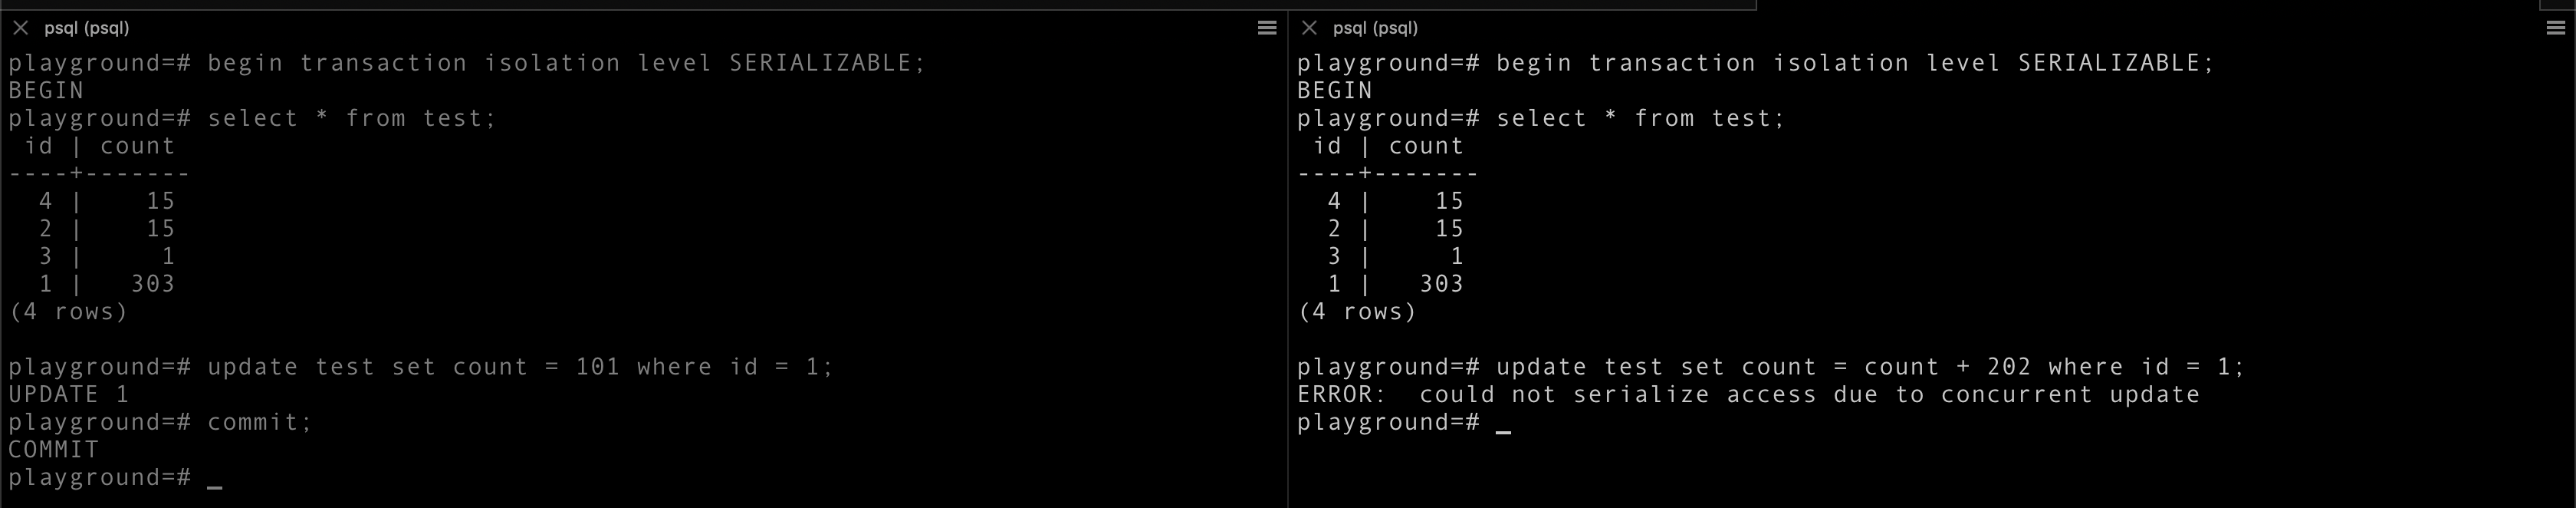 psql (psql)
playground=# begin transaction isolation level SERIALIZABLE;
BEGIN
playground=# select * from test;
 id | count
----+-------
  4 |    15
  2 |    15
  3 |     1
  1 |   303
(4 rows)

playground=# update test set count = 101 where id = 1;
UPDATE 1
playground=# commit;
COMMIT
playground=# _
psql (psql)
playground=# begin transaction isolation level SERIALIZABLE;
BEGIN
playground=# select * from test;
 id | count
----+-------
  4 |    15
  2 |    15
  3 |     1
  1 |   303
(4 rows)

playground=# update test set count = count + 202 where id = 1;
ERROR:  could not serialize access due to concurrent update
playground=# _